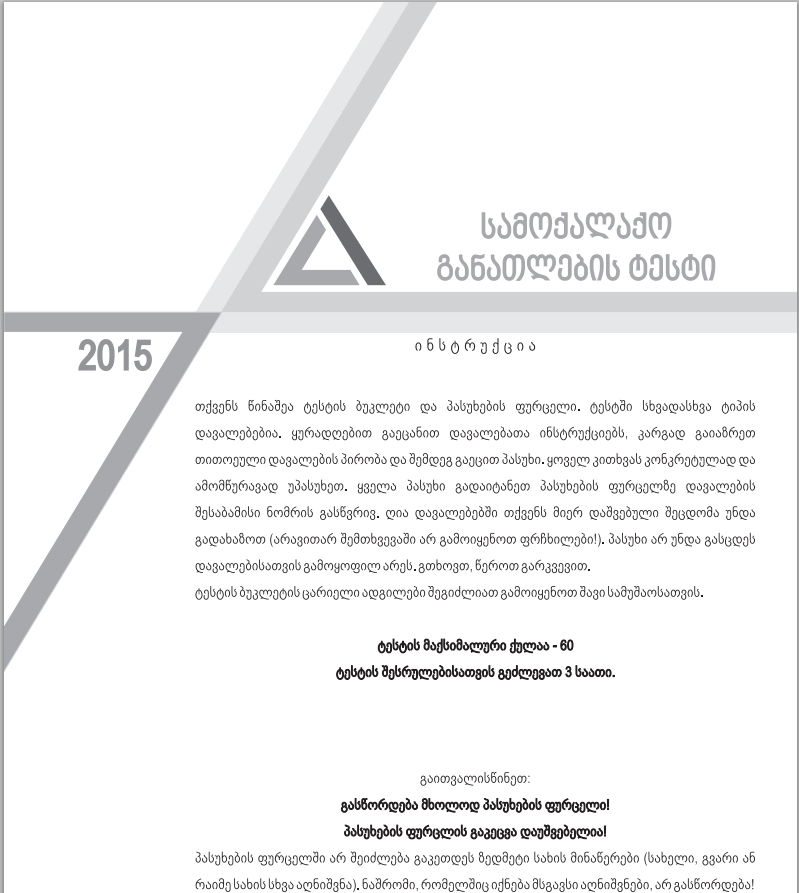 სამოქალაქო
განათლების ტესტი
2015
ინსტრუქცია
თქვენს წინაშეა ტესტის ბუკლეტი და პასუხების ფურცელი. ტესტში სხვადასხვა ტიპის
დავალებებია. ყურადღებით გაეცანით დავალებათა ინსტრუქციებს, კარგად გაიაზრეთ
თითოეული დავალების პირობა და შემდეგ გაეცით პასუხი. ყოველ კითხვას კონკრეტულად და
ამომწურავად უპასუხეთ. ყველა პასუხი გადაიტანეთ პასუხების ფურცელზე დავალების
შესაბამისი ნომრის გასწვრივ. ღია დავალებებში თქვენს მიერ დაშვებული შეცდომა უნდა
გადახაზოთ (არავითარ შემთხვევაში არ გამოიყენოთ ფრჩხილები!). პასუხი არ უნდა გასცდეს
დავალებისათვის გამოყოფილ არეს. გთხოვთ, წეროთ გარკვევით.
ტესტის ბუკლეტის ცარიელი ადგილები შეგიძლიათ გამოიყენოთ შავი სამუშაოსათვის.
ტესტის მაქსიმალური ქულაა - 60
ტესტის შესრულებისათვის გეძლევათ 3 საათი.
გაითვალისწინეთ:
გასწორდება მხოლოდ პასუხების ფურცელი!
პასუხების ფურცლის გაკეცვა დაუშვებელია!
პასუხების ფურცელში არ შეიძლება გაკეთდეს ზედმეტი სახის მინაწერები (სახელი, გვარი ან
რაიმე სახის სხვა აღნიშვნა). ნაშრომი, რომელშიც იქნება მსგავსი აღნიშვნები, არ გასწორდება!